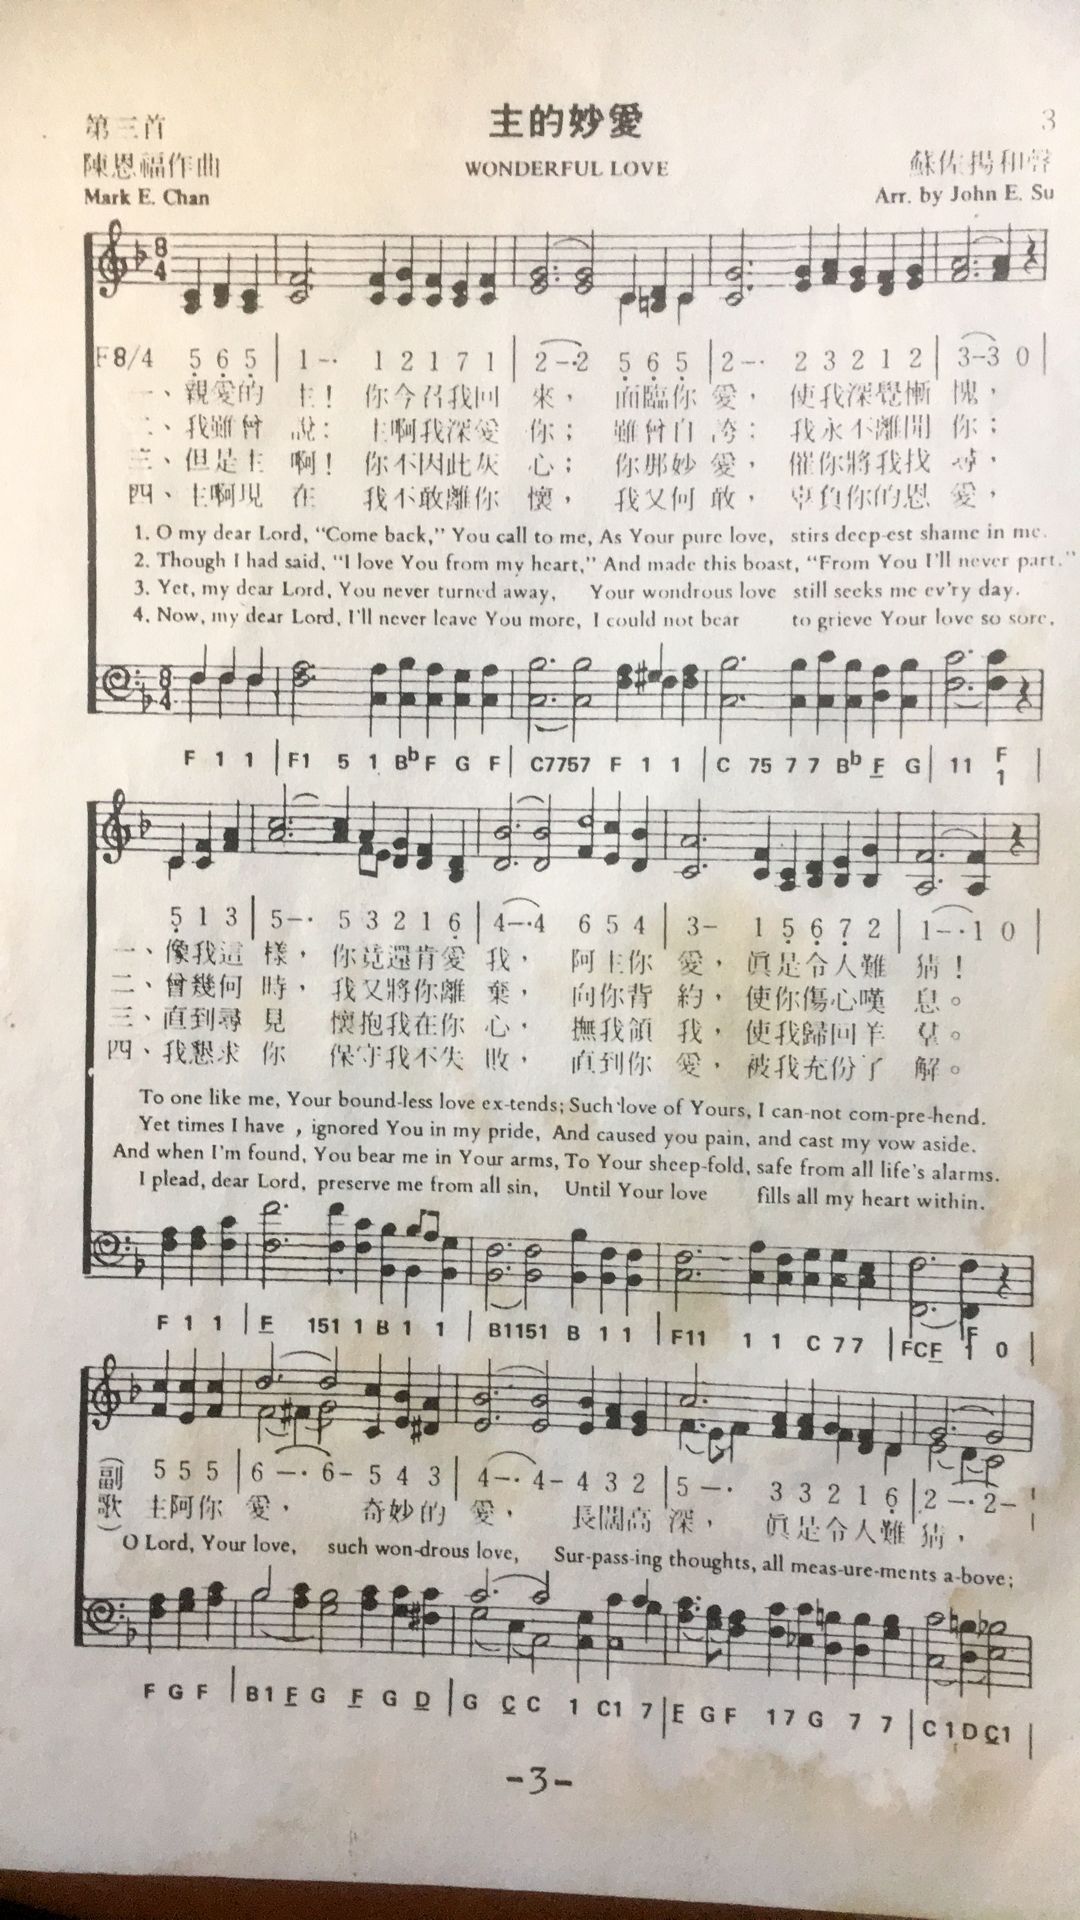 第三首
主的妙愛
3
陳恩福作曲
WONDERFUL LOVE
蘇佐揚和聲
Mark E. Chan
Arr. by John E. Su
8
4
F8/4 5̣ 6̣ 5̣ | 1 -· 1 2 1 7 1 | 2 -· 2 5̣ 6̣ 5̣ | 2 -· 2 3 2 1 2 | 3 - 3 0 |
一、親愛的 主！ 你今召我回 來， 面臨你 愛， 使我深覺慚 愧，
二、我雖曾 說： 主啊我深愛 你； 雖曾自 誇： 我永不離開 你；
三、但是主 啊！ 你不因此灰 心； 你那妙 愛， 催你將我找 尋，
四、主啊現 在 我不敢離你 懷， 我又何 敢， 辜負你的恩 愛，
1. O my dear Lord, "Come back," You call to me, As Your pure love, stirs deep-est shame in me.
2. Though I had said, "I love You from my heart," And made this boast, "From You I'll never part."
3. Yet, my dear Lord, You never turned away, Your wondrous love still seeks me ev'ry day.
4. Now, my dear Lord, I'll never leave You more, I could not bear to grieve Your love so sore,
8
4
F 1 1 | F1 5 1 Bb F G F | C7757 F 1 1 | C 75 7 7 Bb F G | 11 F 1 |
5̣ 1 3 | 5 -· 5 3 2 1 6̣ | 4 -· 4 6 5 4 | 3 - 1 5̣ 6̣ 7̣ 2 | 1 -· 1 0 |
一、像我這 樣， 你竟還肯愛 我， 阿主你 愛， 眞是令人難 猜！
二、曾幾何 時， 我又將你離 棄， 向你背 約， 使你傷心嘆 息。
三、直到尋 見 懷抱我在你 心， 撫我領 我， 使我歸回羊 羣。
四、我懇求 你 保守我不失 敗， 直到你 愛， 被我充份了 解。
To one like me, Your bound-less love ex-tends; Such love of Yours, I can-not com-pre-hend.
Yet times I have , ignored You in my pride, And caused you pain, and cast my vow aside.
And when I'm found, You bear me in Your arms, To Your sheep-fold, safe from all life's alarms.
I plead, dear Lord, preserve me from all sin, Until Your love fills all my heart within.
F 1 1 | F 151 1 B 1 1 | B1151 B 1 1 | F11 1 1 C 7 7 | FCF F 1 0 |
5 5 5 | 6 -· 6 - 5 4 3 | 4 -· 4 - 4 3 2 | 5 -· 3 3 2 1 6̣ | 2 -· 2 -
（副歌） 主阿你 愛， 奇妙的 愛， 長闊高 深， 眞是令人難 猜，
O Lord, Your love, such won-drous love, Sur-pass-ing thoughts, all meas-ure-ments a-bove;
F G F | B1 F G F G D | G C C 1 C1 7 | E G F 17 G 7 7 | C 1 D C1 |
-3-